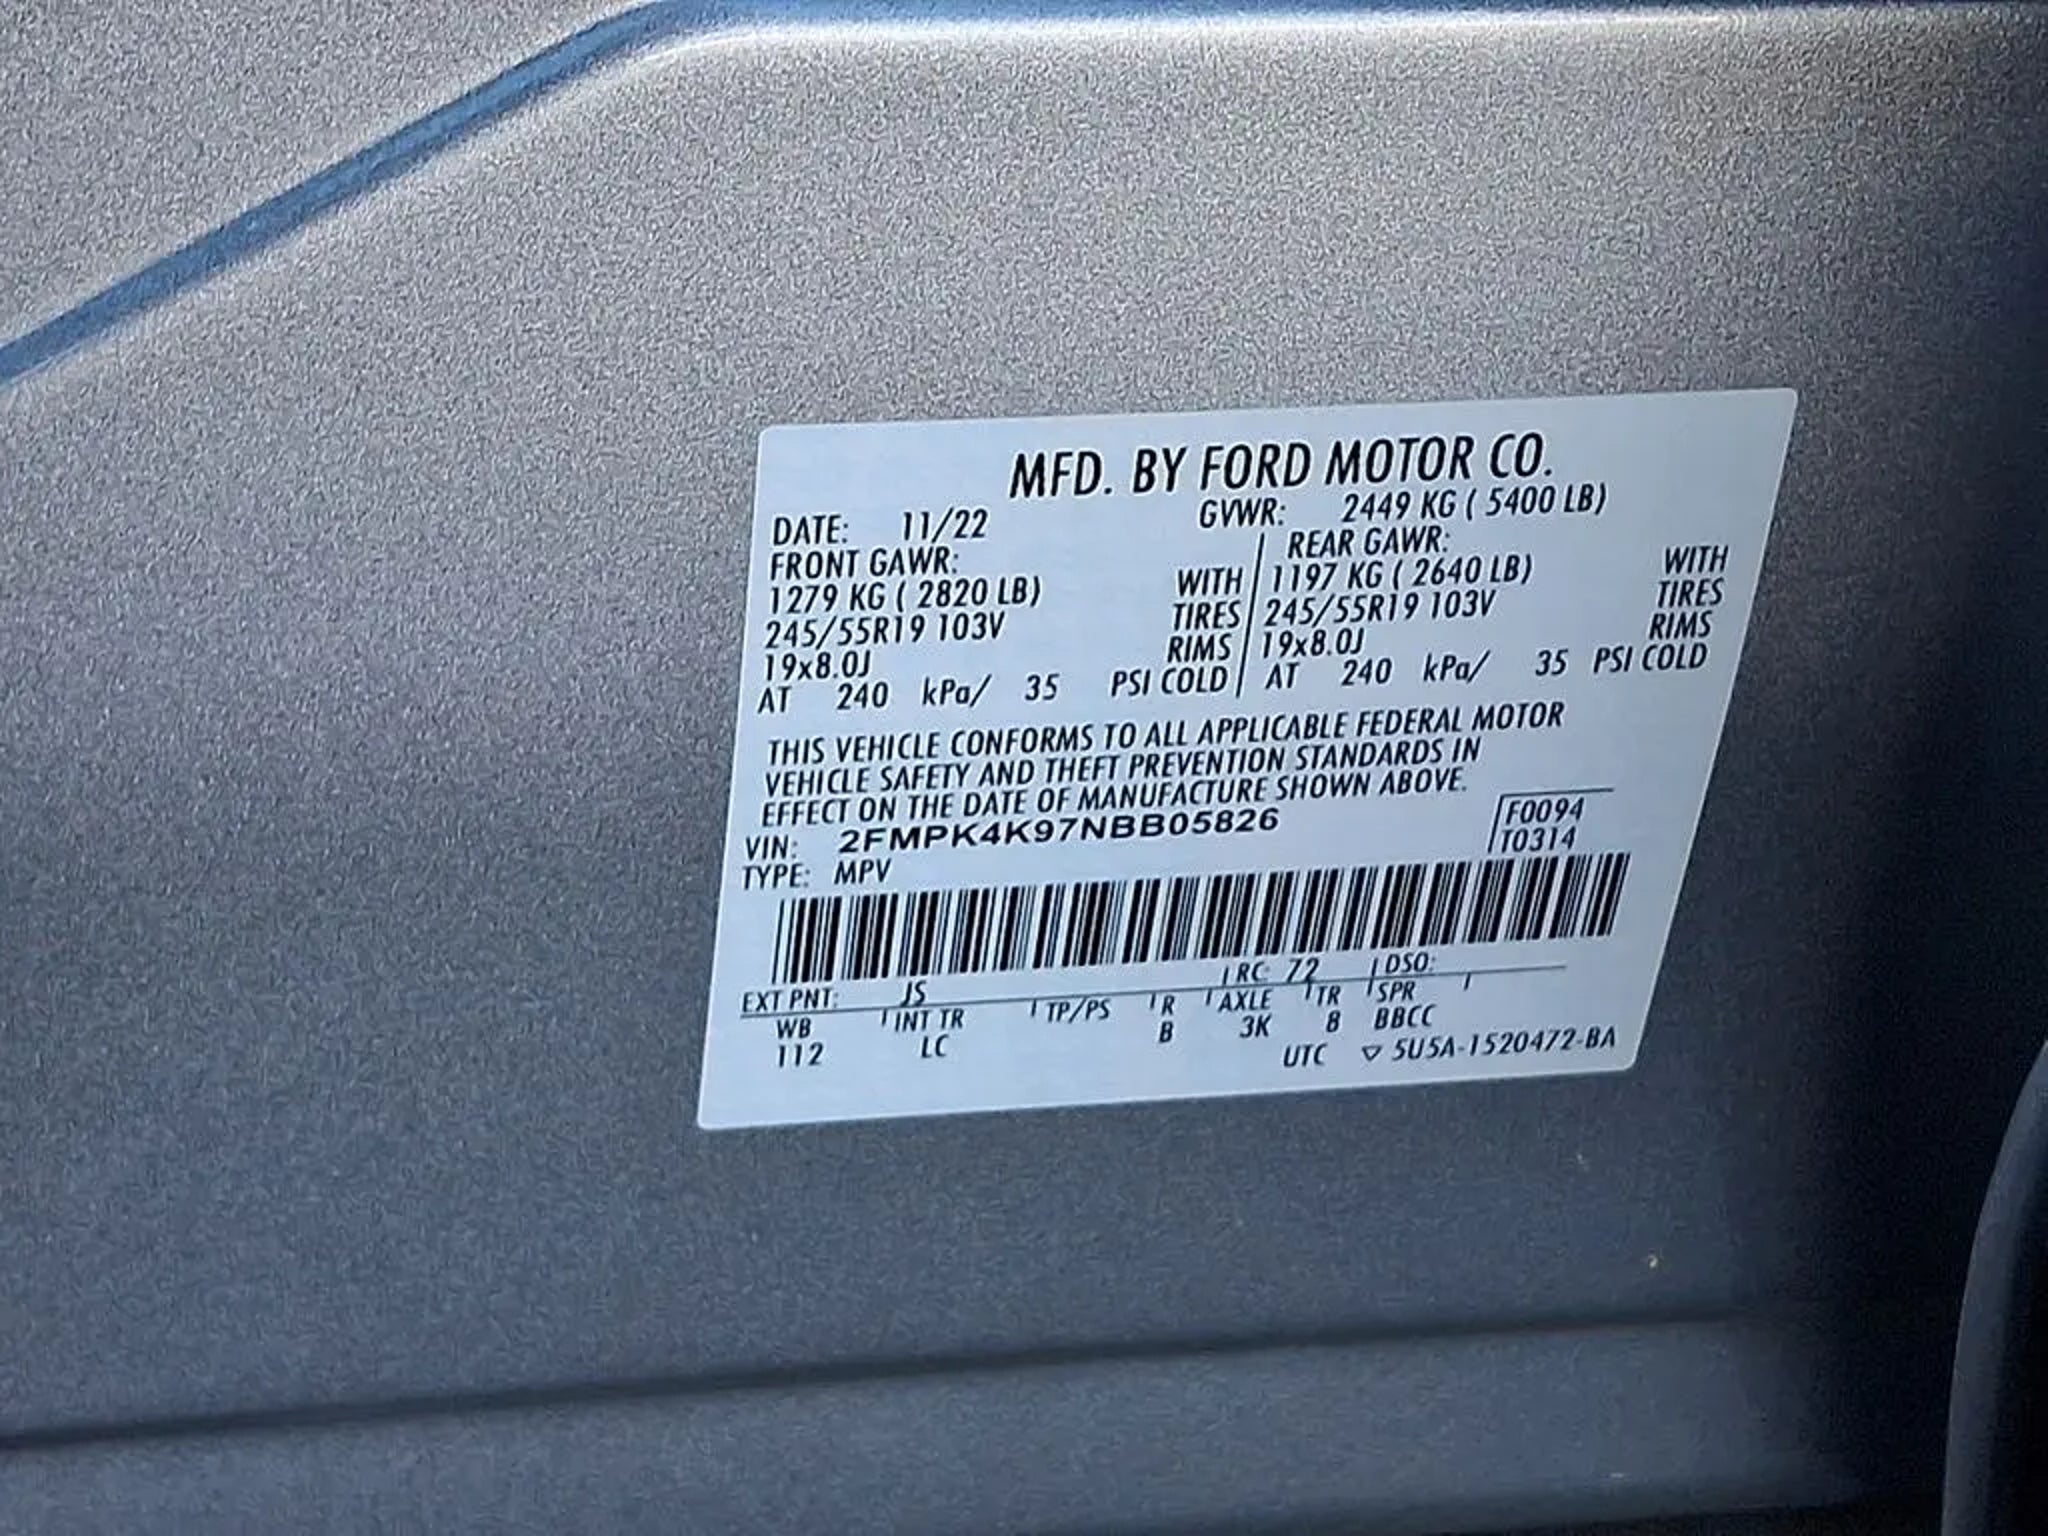 MFD. BY FORD MOTOR CO.
DATE: 11/22 GVWR: 2449 KG ( 5400 LB)
FRONT GAWR: REAR GAWR:
1279 KG ( 2820 LB) WITH 1197 KG ( 2640 LB) WITH
245/55R19 103V TIRES 245/55R19 103V TIRES
19x8.0J RIMS 19x8.0J RIMS
AT 240 kPa/ 35 PSI COLD AT 240 kPa/ 35 PSI COLD
THIS VEHICLE CONFORMS TO ALL APPLICABLE FEDERAL MOTOR
VEHICLE SAFETY AND THEFT PREVENTION STANDARDS IN
EFFECT ON THE DATE OF MANUFACTURE SHOWN ABOVE.
VIN: 2FMPK4K97NBB05826 F0094
TYPE: MPV T0314
EXT PNT: JS RC: 72 DSO:
WB INT TR TP/PS R AXLE TR SPR
112 LC B 3K 8 BBCC
UTC ▽ 5U5A-1520472-BA